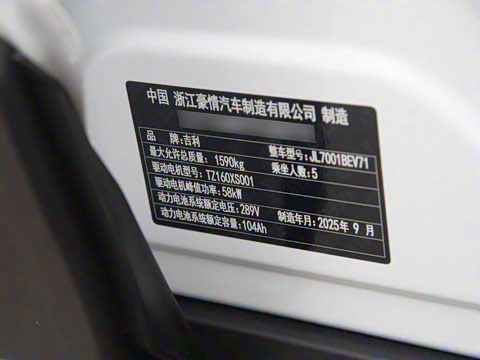 中国 浙江豪情汽车制造有限公司 制造
品 牌:吉利 整车型号:JL7001BEV71
最大允许总质量: 1590kg 乘坐人数:5
驱动电机型号: TZ160XS001
驱动电机峰值功率:58kW
动力电池系统额定电压:289V 制造年月:2025年 9 月
动力电池系统额定容量:104Ah